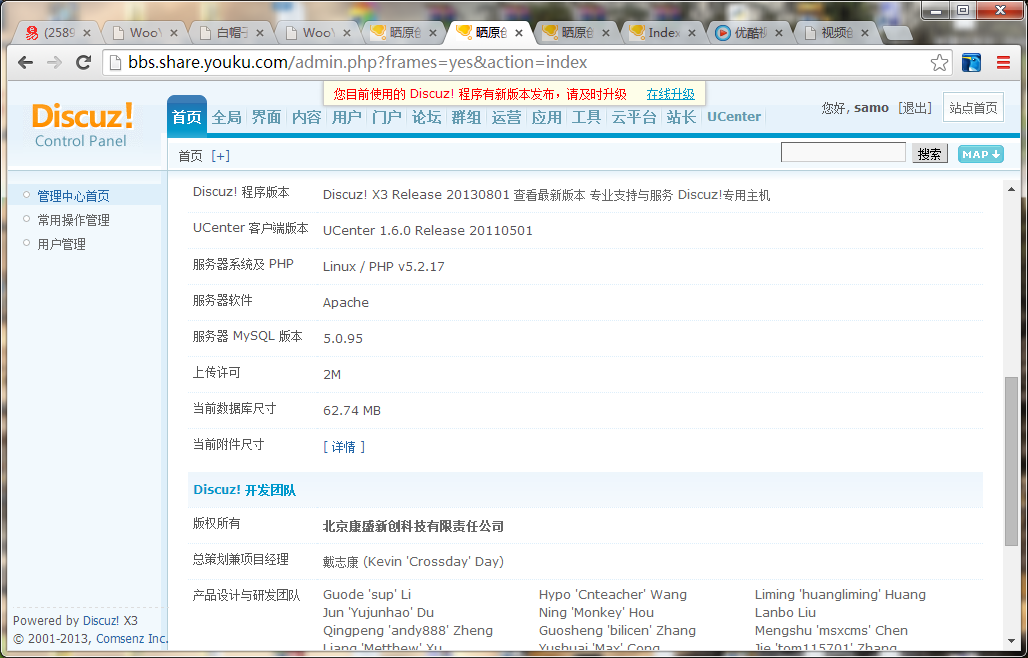 (2589
WooY
白帽子
WooY
晒原创
晒原创
晒原创
Index
优酷视
视频创
bbs.share.youku.com/admin.php?frames=yes&action=index
您目前使用的 Discuz! 程序有新版本发布，请及时升级 在线升级
Discuz!
Control Panel
首页 全局 界面 内容 用户 门户 论坛 群组 运营 应用 工具 云平台 站长 UCenter
您好, samo [退出] 站点首页
首页 [+]
搜索 MAP↓
管理中心首页
常用操作管理
用户管理
Discuz! 程序版本 Discuz! X3 Release 20130801 查看最新版本 专业支持与服务 Discuz!专用主机
UCenter 客户端版本 UCenter 1.6.0 Release 20110501
服务器系统及 PHP Linux / PHP v5.2.17
服务器软件 Apache
服务器 MySQL 版本 5.0.95
上传许可 2M
当前数据库尺寸 62.74 MB
当前附件尺寸 [ 详情 ]
Discuz! 开发团队
版权所有 北京康盛新创科技有限责任公司
总策划兼项目经理 戴志康 (Kevin 'Crossday' Day)
产品设计与研发团队 Guode 'sup' Li Hypo 'Cnteacher' Wang Liming 'huangliming' Huang
Jun 'Yujunhao' Du Ning 'Monkey' Hou Lanbo Liu
Qingpeng 'andy888' Zheng Guosheng 'bilicen' Zhang Mengshu 'msxcms' Chen
Liang 'Metthew' Xu Yushuai 'Max' Cong Jie 'tom115701' Zhang
Powered by Discuz! X3
© 2001-2013, Comsenz Inc.